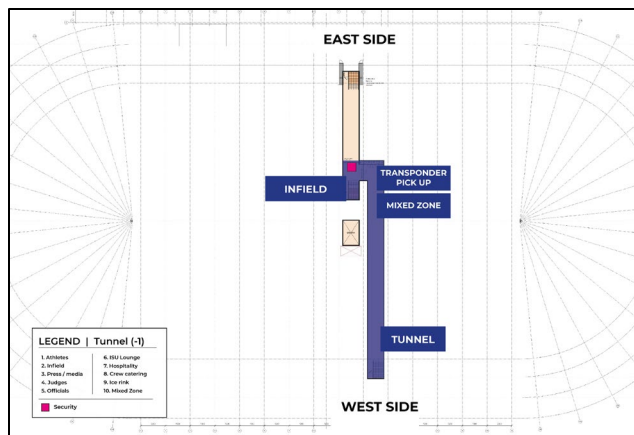 EAST SIDE
TRANSPONDER
PICK UP
INFIELD
MIXED ZONE
TUNNEL
LEGEND | Tunnel (-1)
1. Athletes
2. Infield
3. Press / media
4. Judges
5. Officials
6. ISU Lounge
7. Hospitality
8. Crew catering
9. Ice rink
10. Mixed Zone
Security
WEST SIDE